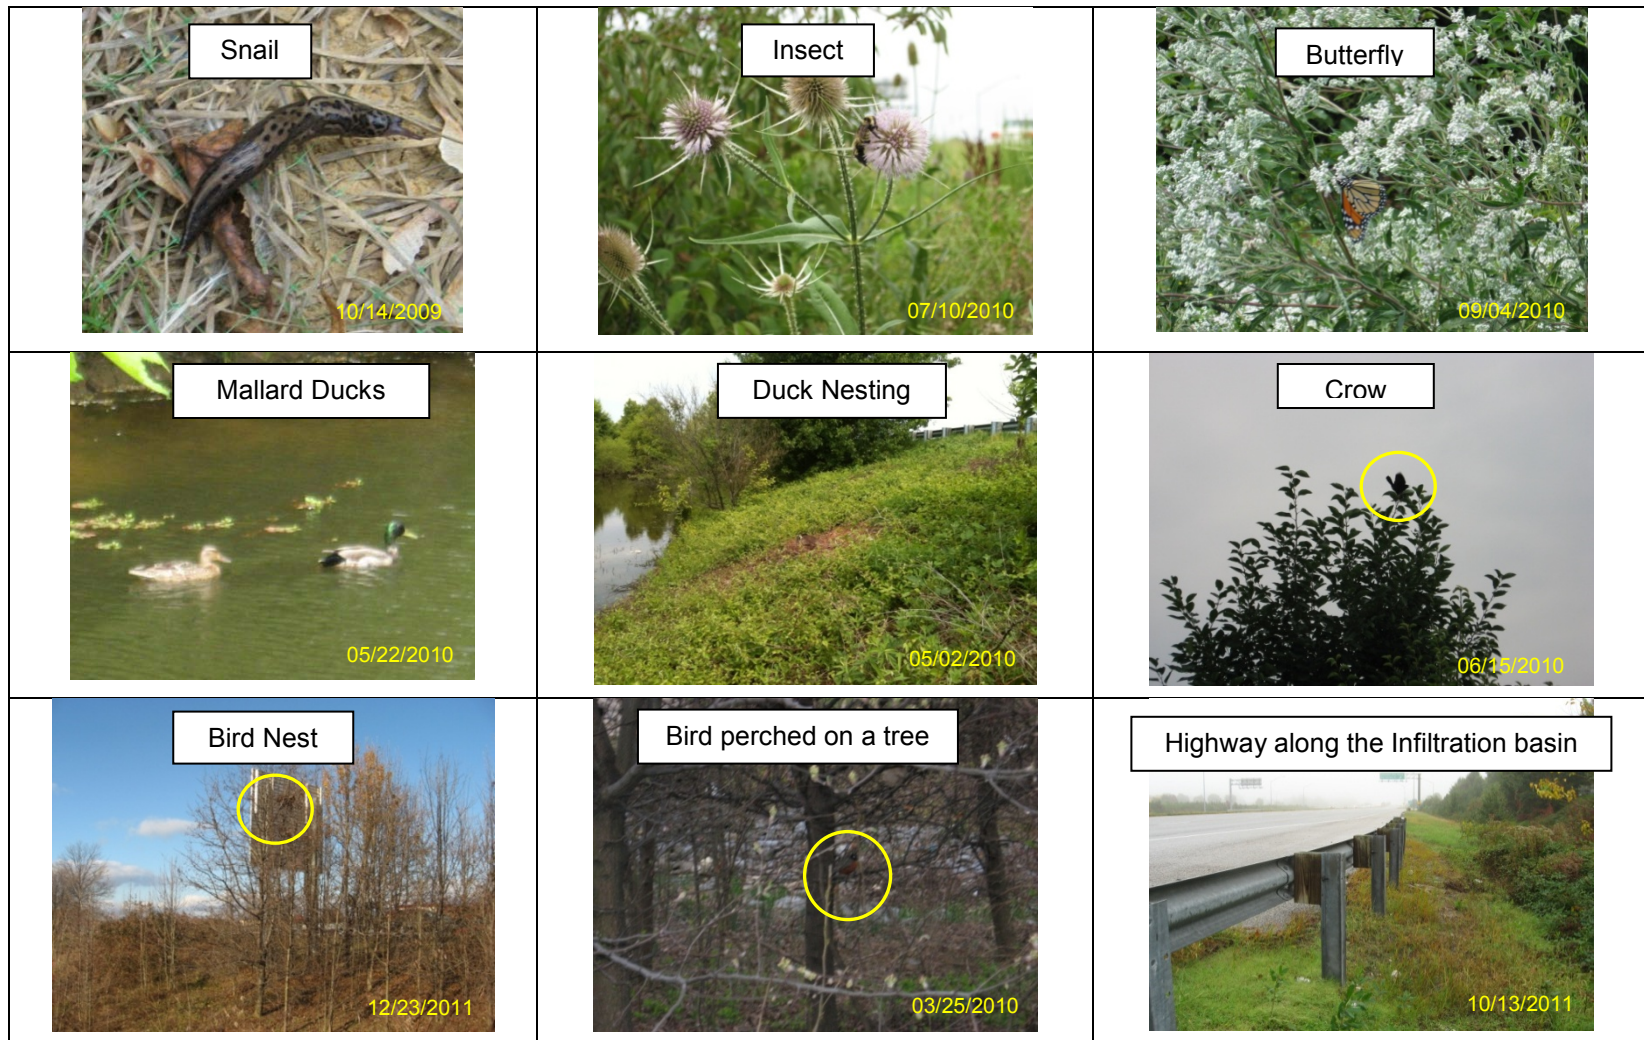 Snail
10/14/2009
Insect
07/10/2010
Butterfly
09/04/2010
Mallard Ducks
05/22/2010
Duck Nesting
05/02/2010
Crow
06/15/2010
Bird Nest
12/23/2011
Bird perched on a tree
03/25/2010
Highway along the Infiltration basin
10/13/2011